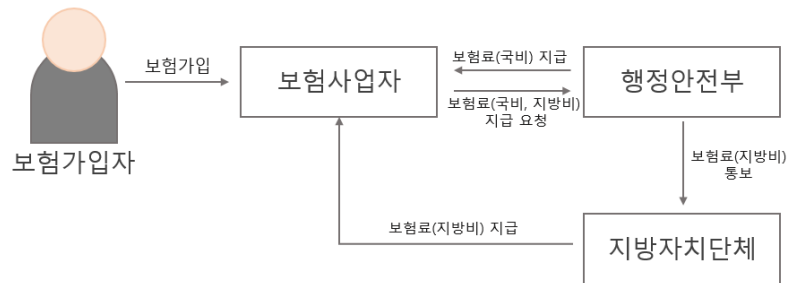 보험가입
보험료(국비) 지급
보험사업자
행정안전부
보험료(국비, 지방비)
지급 요청
보험가입자
보험료(지방비)
통보
보험료(지방비) 지급
지방자치단체